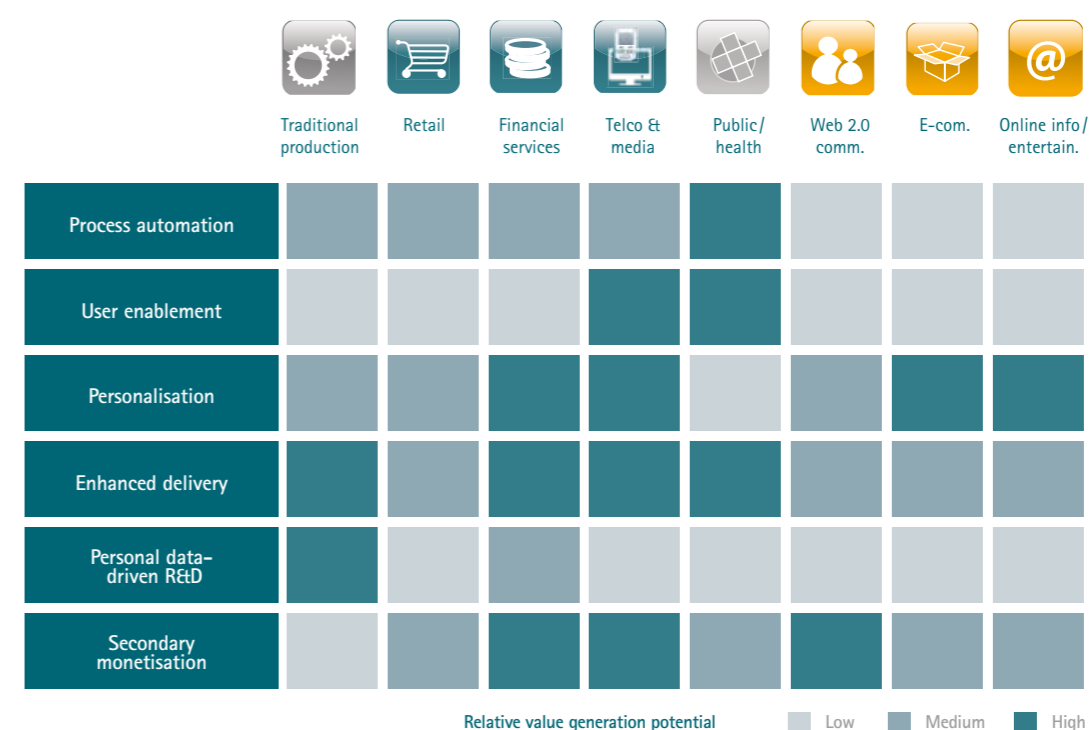 @
Traditional
production
Retail
Financial
services
Telco &
media
Public/
health
Web 2.0
comm.
E-com.
Online info/
entertain.
Process automation
User enablement
Personalisation
Enhanced delivery
Personal data-
driven R&D
Secondary
monetisation
Relative value generation potential
Low
Medium
High